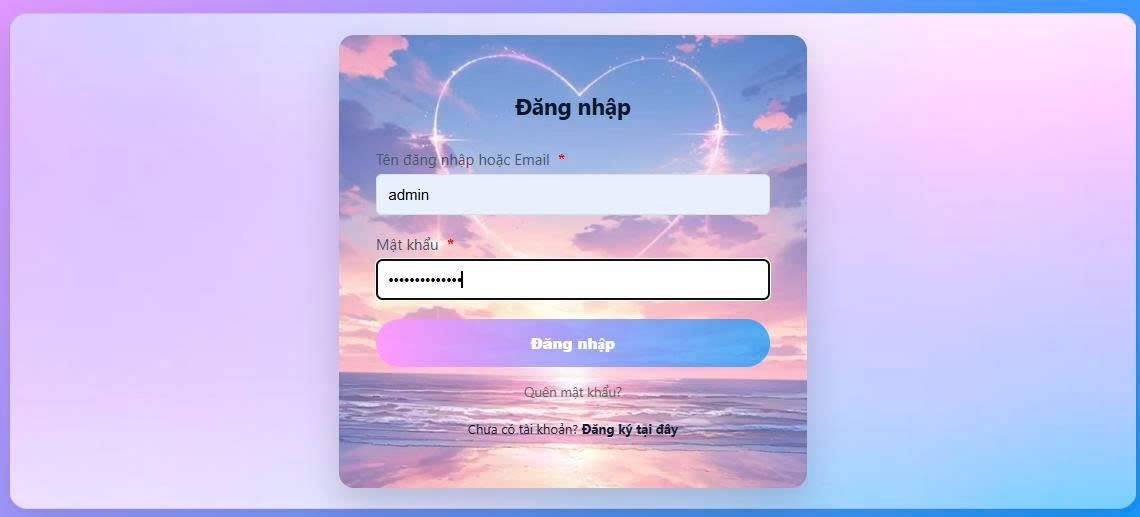 Đăng nhập
Tên đăng nhập hoặc Email *
admin
Mật khẩu *
••••••••••••••
Đăng nhập
Quên mật khẩu?
Chưa có tài khoản? Đăng ký tại đây